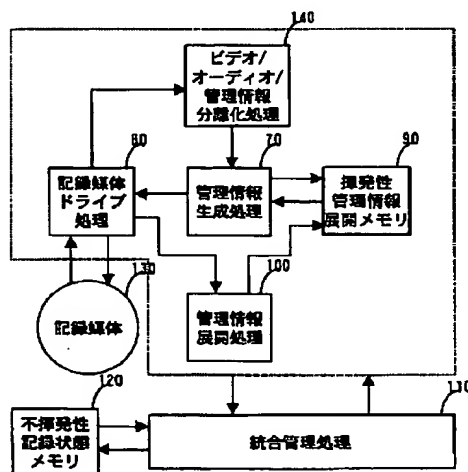 140
ビデオ/
オーディオ/
管理情報
分離化処理
80
記録媒体
ドライブ
処理
70
管理情報
生成処理
90
揮発性
管理情報
展開メモリ
100
管理情報
展開処理
130
記録媒体
120
不揮発性
記録状態
メモリ
110
統合管理処理